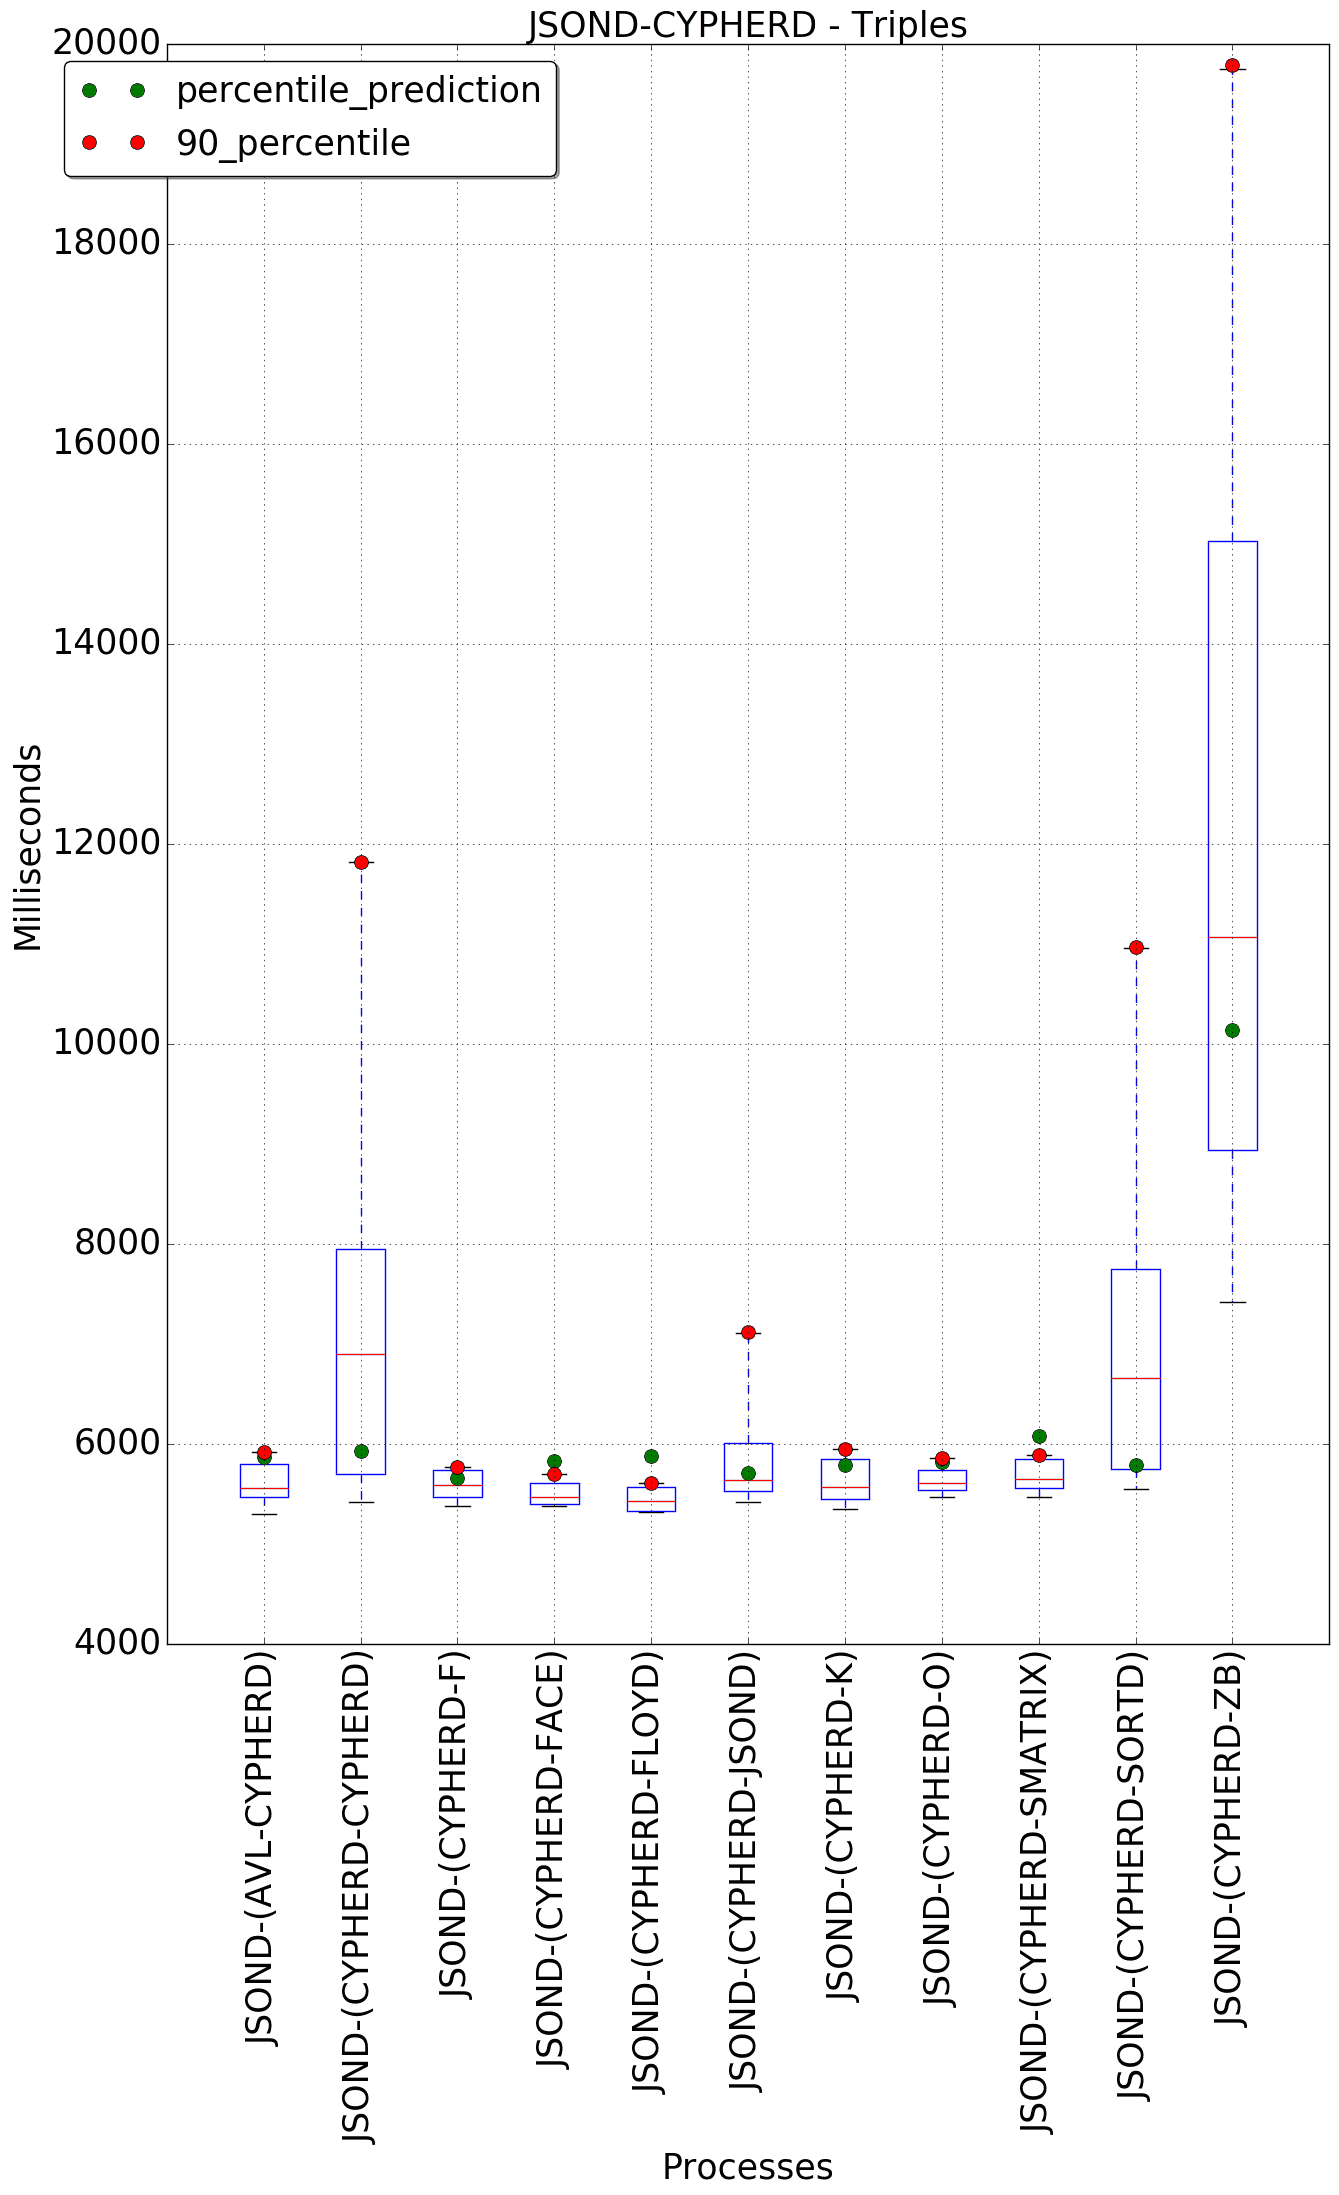 JSOND-CYPHERD - Triples
percentile_prediction
90_percentile
20000
18000
16000
14000
12000
10000
8000
6000
4000
Milliseconds
JSOND-(AVL-CYPHERD)
JSOND-(CYPHERD-CYPHERD)
JSOND-(CYPHERD-F)
JSOND-(CYPHERD-FACE)
JSOND-(CYPHERD-FLOYD)
JSOND-(CYPHERD-JSOND)
JSOND-(CYPHERD-K)
JSOND-(CYPHERD-O)
JSOND-(CYPHERD-SMATRIX)
JSOND-(CYPHERD-SORTD)
JSOND-(CYPHERD-ZB)
Processes